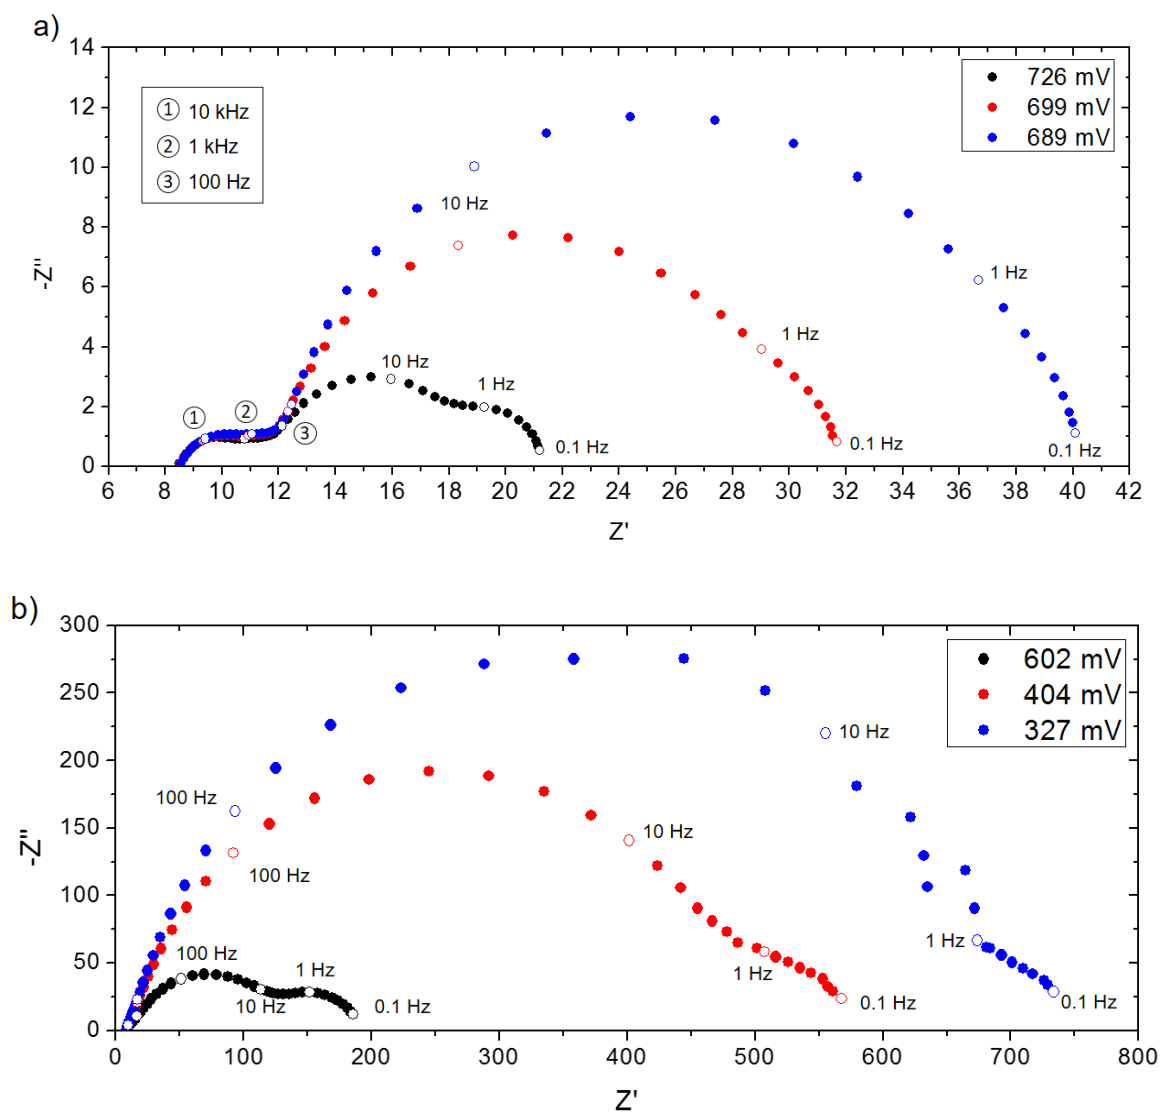 a)
14
12
10
8
6
4
2
0
-Z"
① 10 kHz
② 1 kHz
③ 100 Hz
726 mV
699 mV
689 mV
10 Hz
1 Hz
1 Hz
10 Hz
1 Hz
0.1 Hz
0.1 Hz
0.1 Hz
①
②
③
6 8 10 12 14 16 18 20 22 24 26 28 30 32 34 36 38 40 42
Z'
b)
300
250
200
150
100
50
0
-Z"
602 mV
404 mV
327 mV
10 Hz
100 Hz
10 Hz
100 Hz
100 Hz
1 Hz
1 Hz
1 Hz
10 Hz
0.1 Hz
0.1 Hz
0.1 Hz
0 100 200 300 400 500 600 700 800
Z'